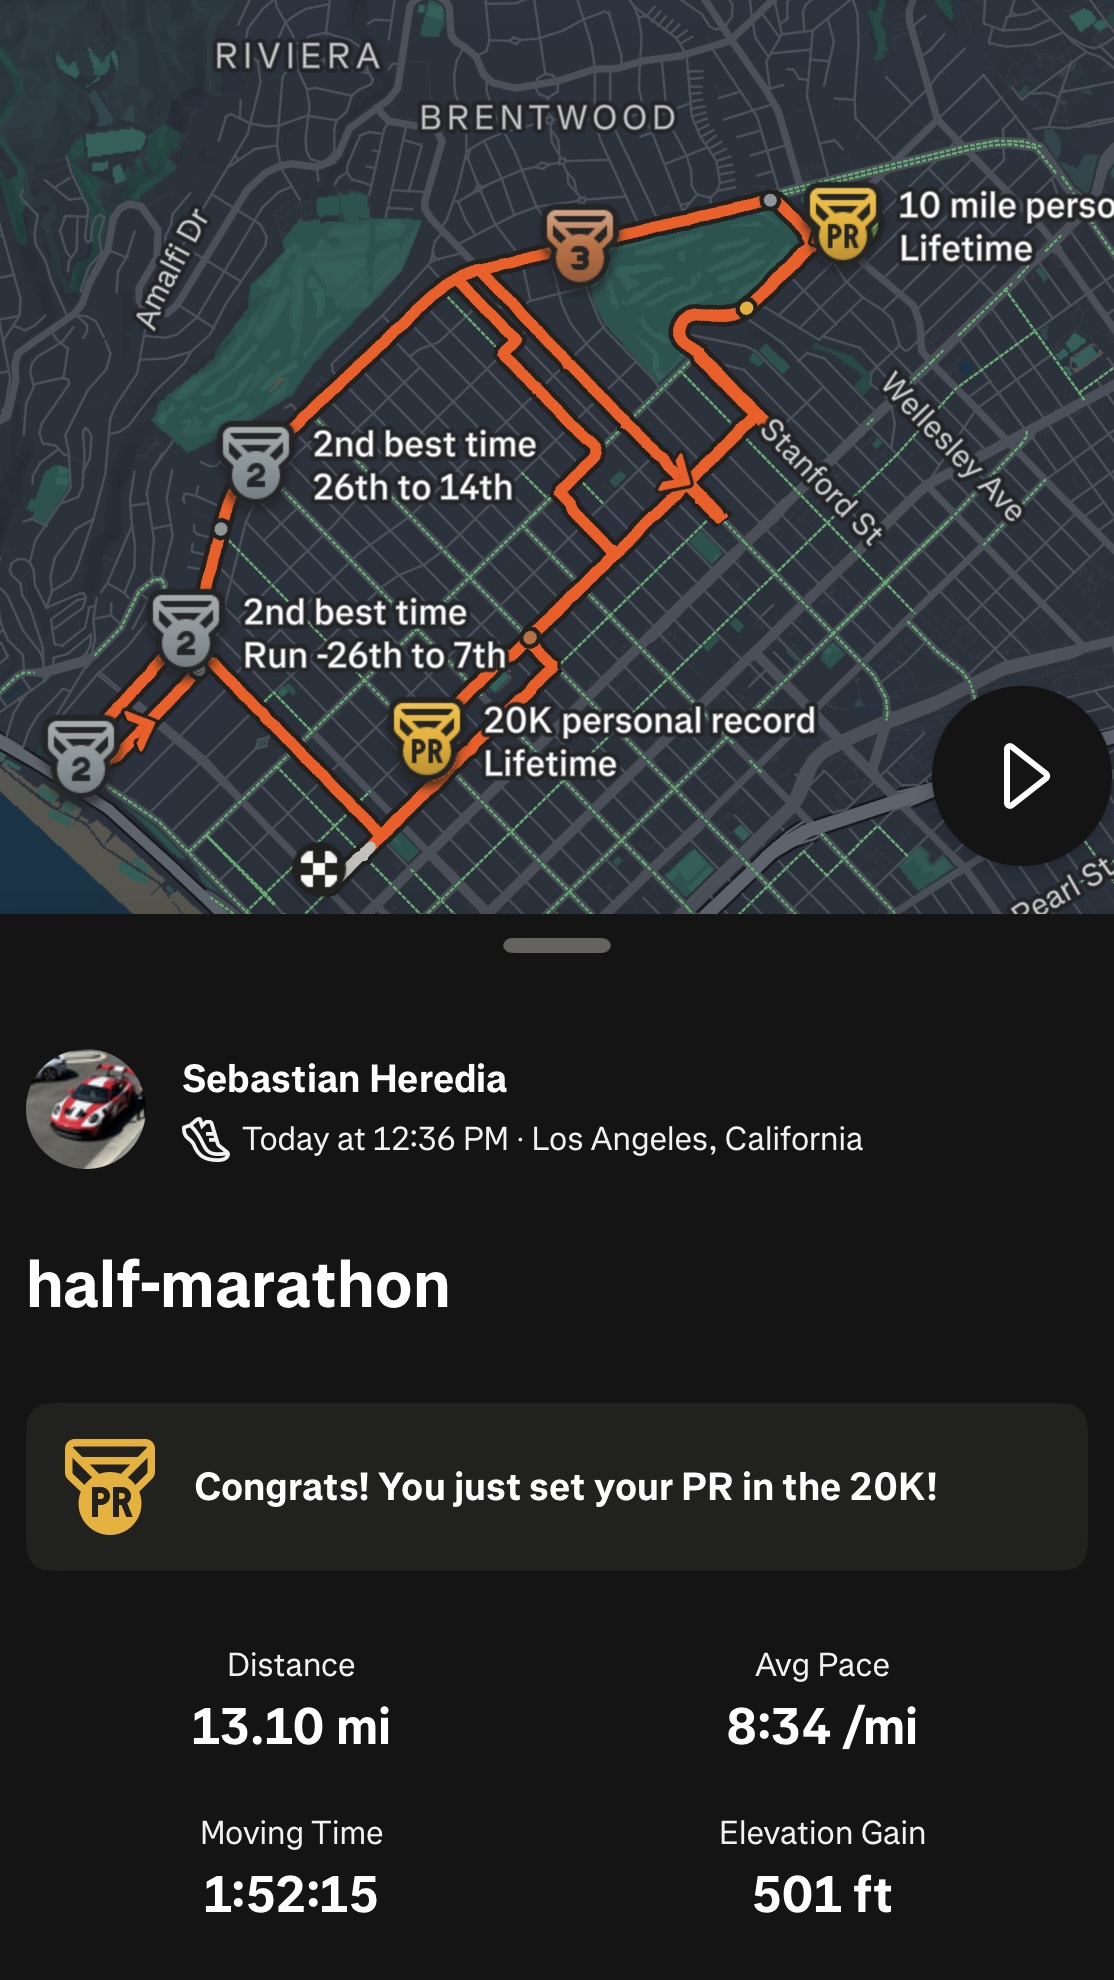 RIVIERA
BRENTWOOD
Amalfi Dr
3
PR
10 mile perso
Lifetime
Wellesley Ave
Stanford St
2
2nd best time
26th to 14th
2
2nd best time
Run -26th to 7th
2
PR
20K personal record
Lifetime
Pearl St
Sebastian Heredia
Today at 12:36 PM · Los Angeles, California
half-marathon
PR
Congrats! You just set your PR in the 20K!
Distance
13.10 mi
Avg Pace
8:34 /mi
Moving Time
1:52:15
Elevation Gain
501 ft